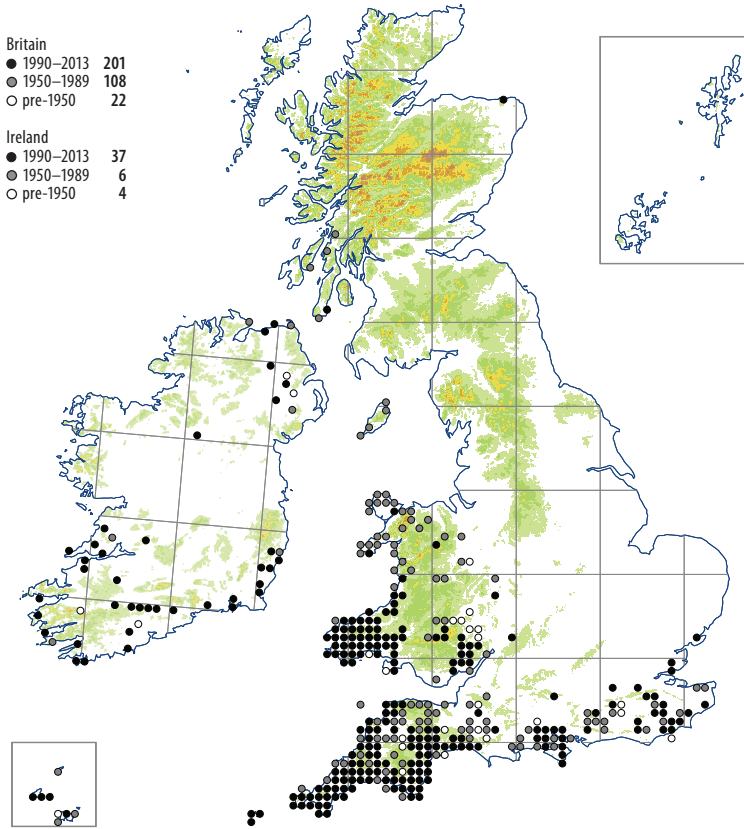 Britain
1990–2013 201
1950–1989 108
pre-1950 22
Ireland
1990–2013 37
1950–1989 6
pre-1950 4